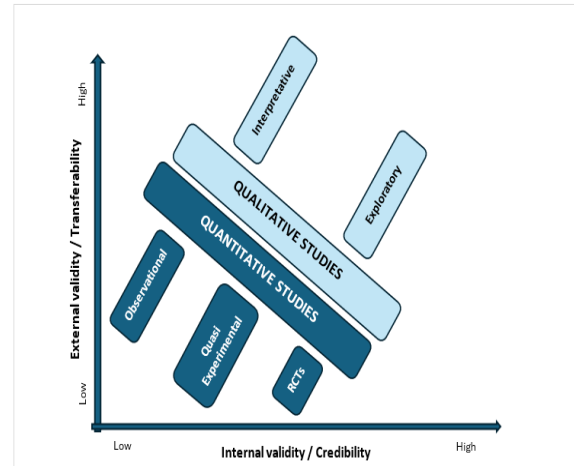 High
External validity / Transferability
Low
Interpretative
Exploratory
QUALITATIVE STUDIES
QUANTITATIVE STUDIES
Observational
Quasi
Experimental
RCTs
Low
Internal validity / Credibility
High